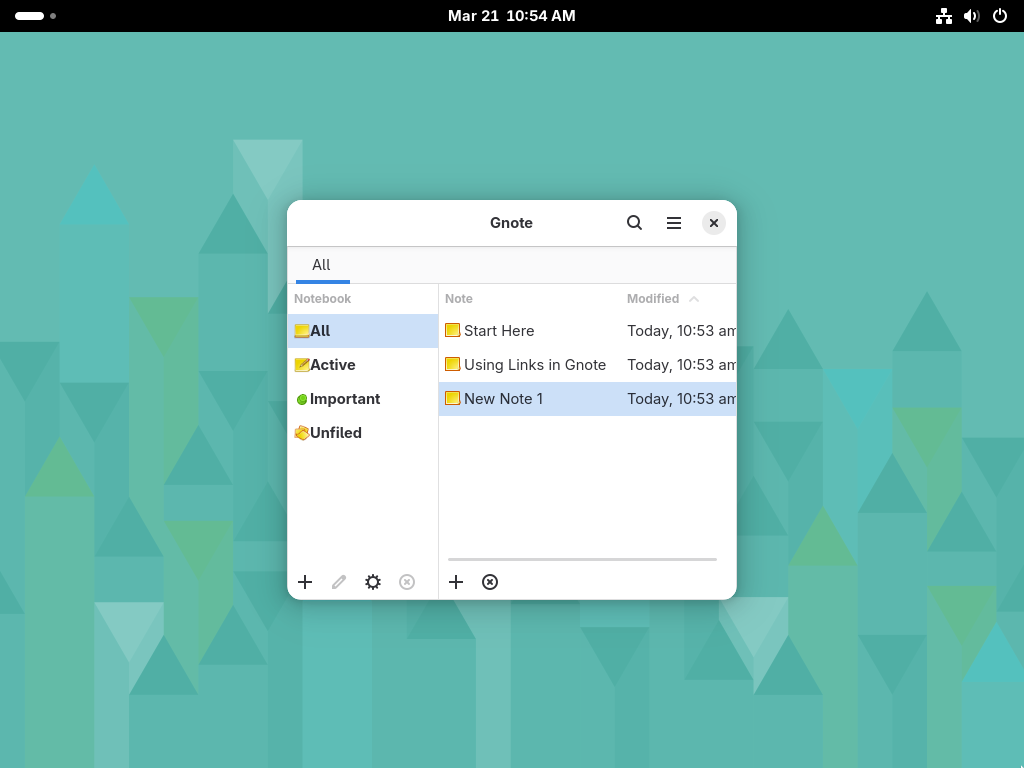 Mar 21  10:54 AM
Gnote
All
Notebook
Note
Modified
All
Active
Important
Unfiled
Start Here
Today, 10:53 am
Using Links in Gnote
Today, 10:53 am
New Note 1
Today, 10:53 am